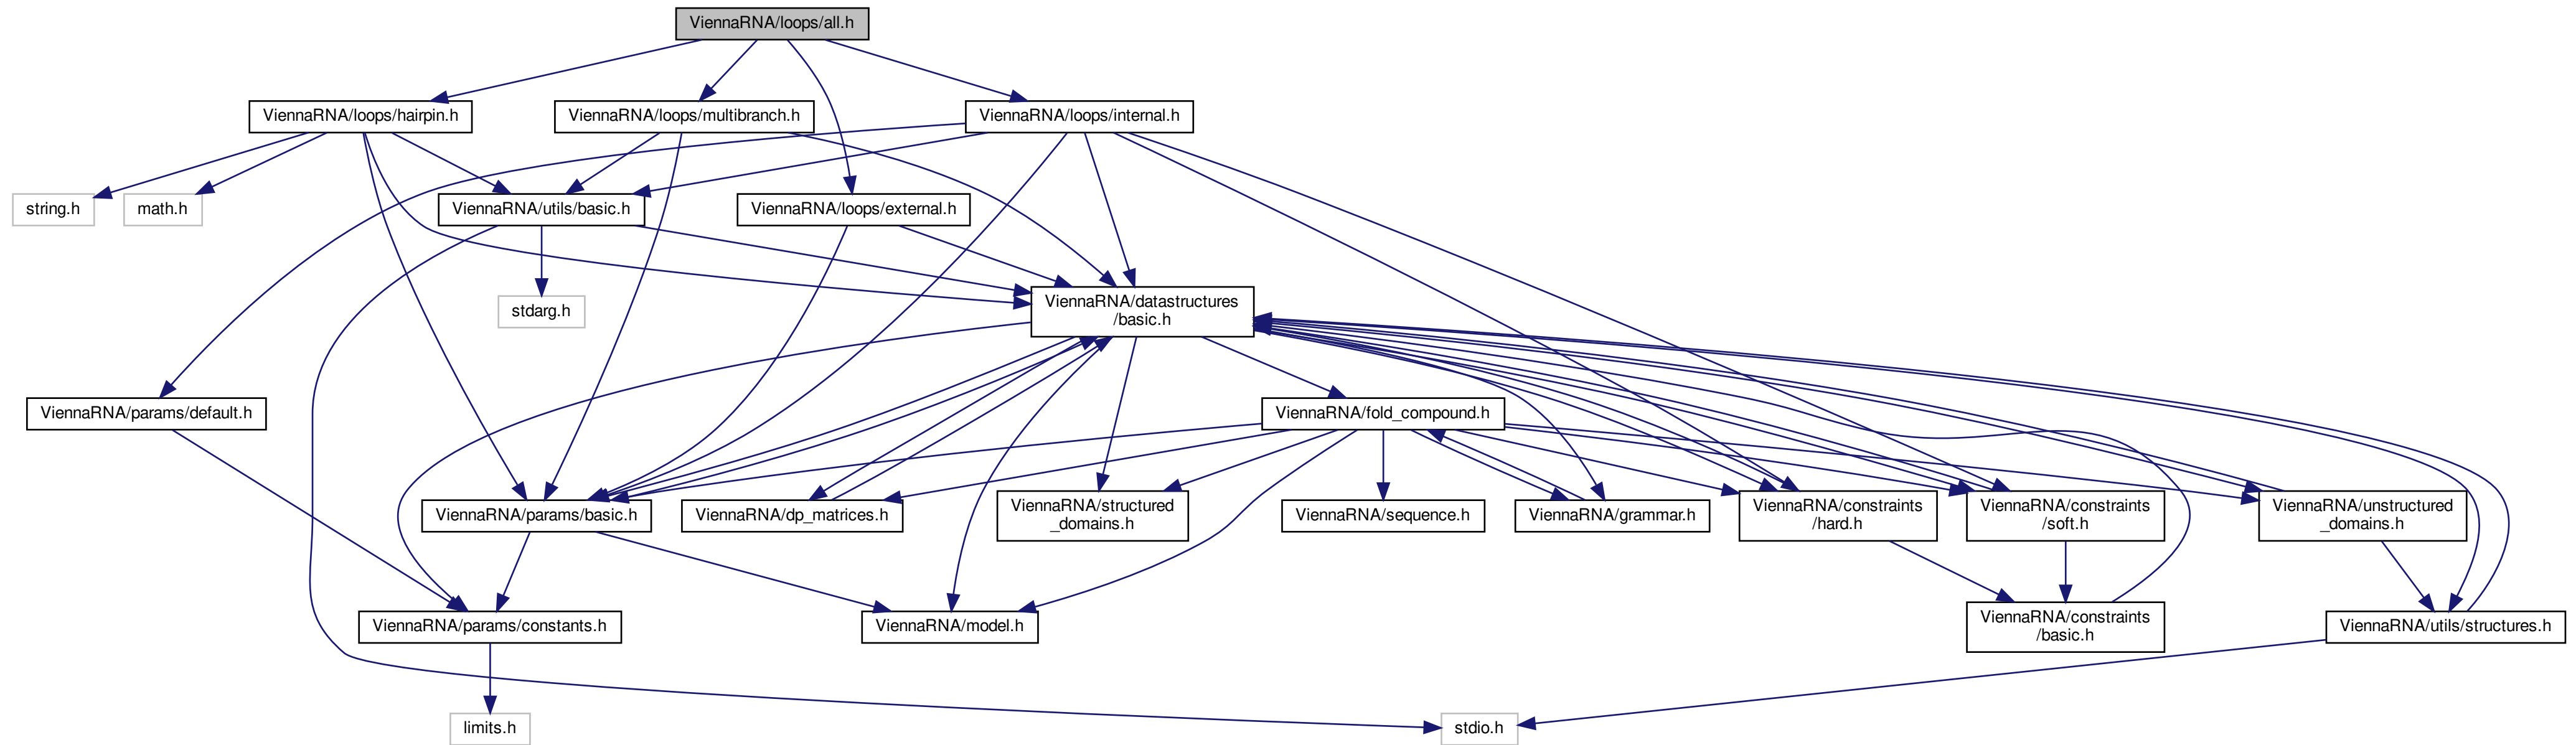 ViennaRNA/loops/all.h
ViennaRNA/loops/hairpin.h
ViennaRNA/loops/multibranch.h
ViennaRNA/loops/internal.h
string.h
math.h
ViennaRNA/utils/basic.h
ViennaRNA/loops/external.h
stdarg.h
ViennaRNA/datastructures
/basic.h
ViennaRNA/params/default.h
ViennaRNA/fold_compound.h
ViennaRNA/params/basic.h
ViennaRNA/dp_matrices.h
ViennaRNA/structured
_domains.h
ViennaRNA/sequence.h
ViennaRNA/grammar.h
ViennaRNA/constraints
/hard.h
ViennaRNA/constraints
/soft.h
ViennaRNA/unstructured
_domains.h
ViennaRNA/params/constants.h
ViennaRNA/model.h
ViennaRNA/constraints
/basic.h
ViennaRNA/utils/structures.h
limits.h
stdio.h